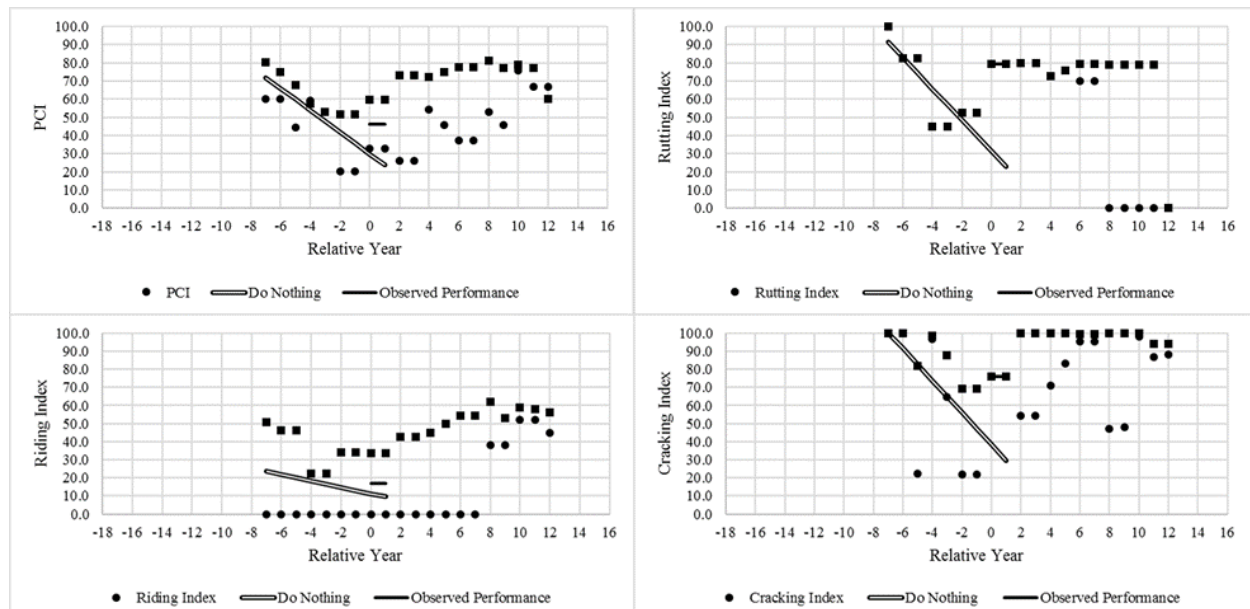 100.0
90.0
80.0
70.0
60.0
50.0
40.0
30.0
20.0
10.0
0.0
PCI
-18 -16 -14 -12 -10 -8 -6 -4 -2 0 2 4 6 8 10 12 14 16
Relative Year
PCI Do Nothing Observed Performance
100.0
90.0
80.0
70.0
60.0
50.0
40.0
30.0
20.0
10.0
0.0
Rutting Index
-18 -16 -14 -12 -10 -8 -6 -4 -2 0 2 4 6 8 10 12 14 16
Relative Year
Rutting Index Do Nothing Observed Performance
100.0
90.0
80.0
70.0
60.0
50.0
40.0
30.0
20.0
10.0
0.0
Riding Index
-18 -16 -14 -12 -10 -8 -6 -4 -2 0 2 4 6 8 10 12 14 16
Relative Year
Riding Index Do Nothing Observed Performance
100.0
90.0
80.0
70.0
60.0
50.0
40.0
30.0
20.0
10.0
0.0
Cracking Index
-18 -16 -14 -12 -10 -8 -6 -4 -2 0 2 4 6 8 10 12 14 16
Relative Year
Cracking Index Do Nothing Observed Performance